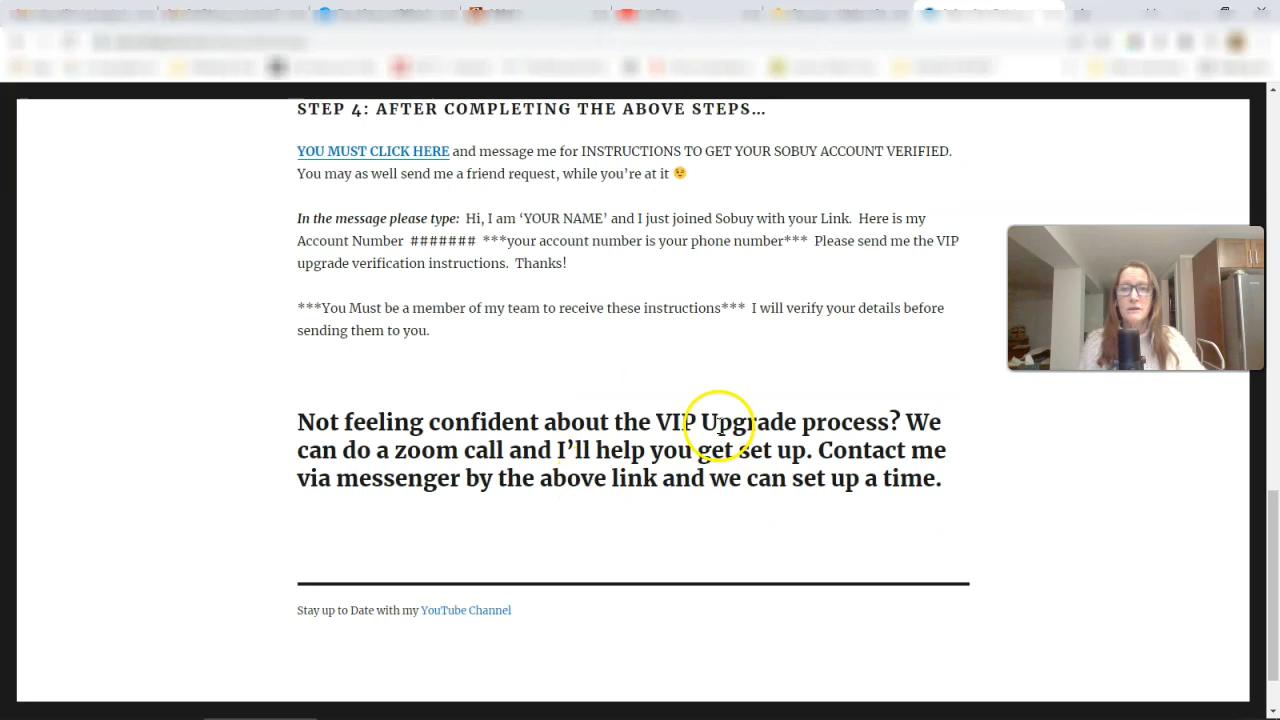 STEP 4: AFTER COMPLETING THE ABOVE STEPS…
YOU MUST CLICK HERE and message me for INSTRUCTIONS TO GET YOUR SOBUY ACCOUNT VERIFIED.
You may as well send me a friend request, while you’re at it 😉
In the message please type:  Hi, I am ‘YOUR NAME’ and I just joined Sobuy with your Link.  Here is my
Account Number  #######  ***your account number is your phone number***  Please send me the VIP
upgrade verification instructions.  Thanks!
***You Must be a member of my team to receive these instructions***  I will verify your details before
sending them to you.
Not feeling confident about the VIP Upgrade process? We
can do a zoom call and I’ll help you get set up. Contact me
via messenger by the above link and we can set up a time.
Stay up to Date with my YouTube Channel